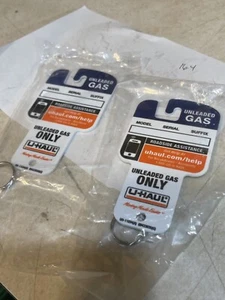 164
UNLEADED
GAS
MODEL SERIAL SUFFIX
ROADSIDE ASSISTANCE
uhaul.com/help
UNLEADED GAS
ONLY
U-HAUL
UNLEADED
GAS
MODEL SERIAL SUFFIX
ROADSIDE ASSISTANCE
uhaul.com/help
UNLEADED GAS
ONLY
U-HAUL